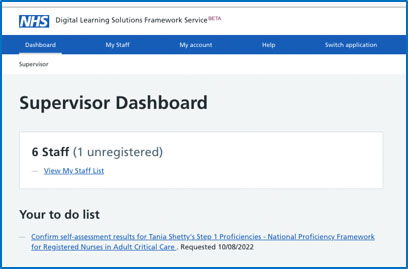 NHS Digital Learning Solutions Framework Service BETA
Dashboard My Staff My account Help Switch application
Supervisor
Supervisor Dashboard
6 Staff (1 unregistered)
— View My Staff List
Your to do list
— Confirm self-assessment results for Tania Shetty's Step 1 Proficiencies - National Proficiency Framework
for Registered Nurses in Adult Critical Care . Requested 10/08/2022